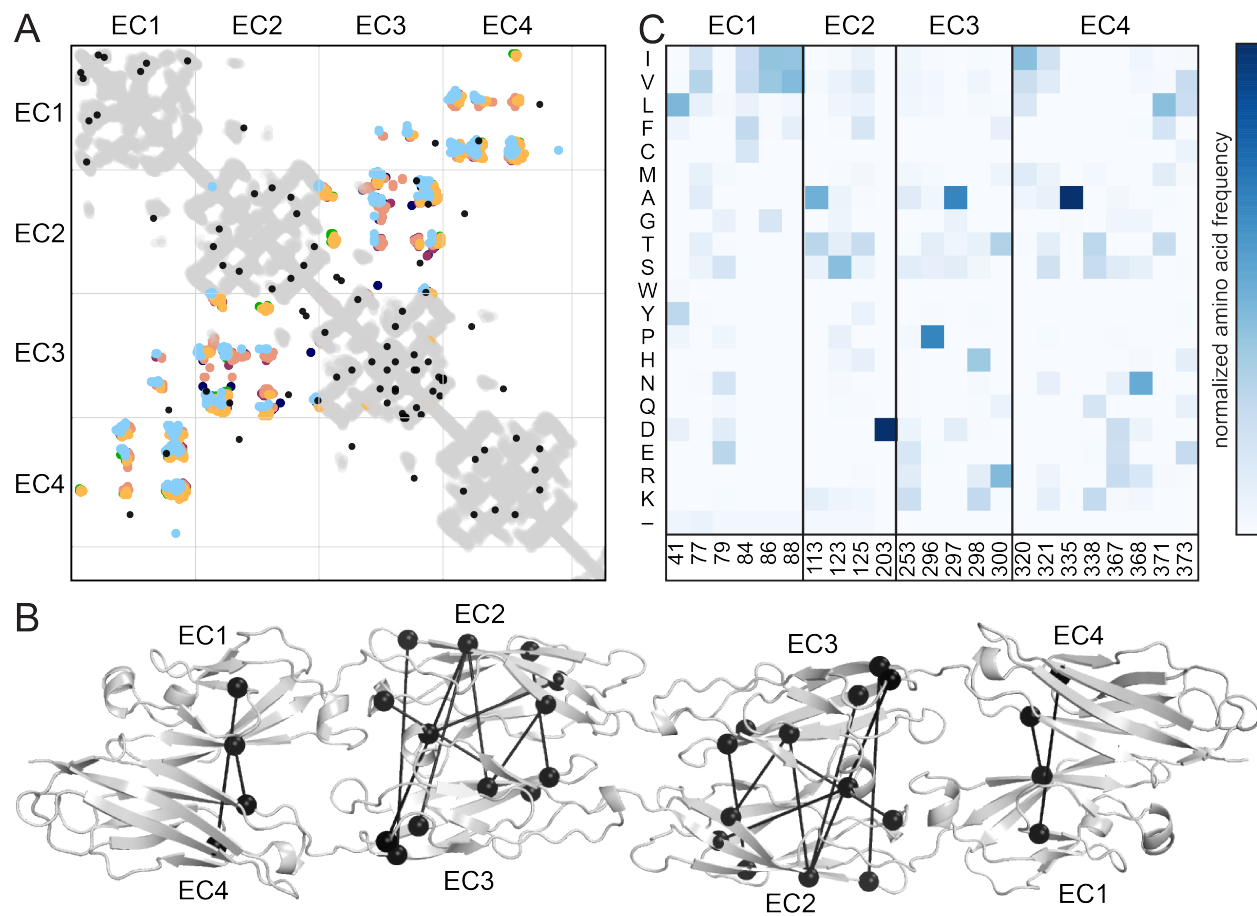 A
EC1 EC2 EC3 EC4
EC1
EC2
EC3
EC4
C
EC1 EC2 EC3 EC4
I
V
L
F
C
M
A
G
T
S
W
Y
P
H
N
Q
D
E
R
K
–
41 77 79 84 86 88 113 123 125 203 253 296 297 298 300 320 321 335 338 367 368 371 373
normalized amino acid frequency
B
EC1 EC2 EC3 EC4
EC4 EC3 EC2 EC1